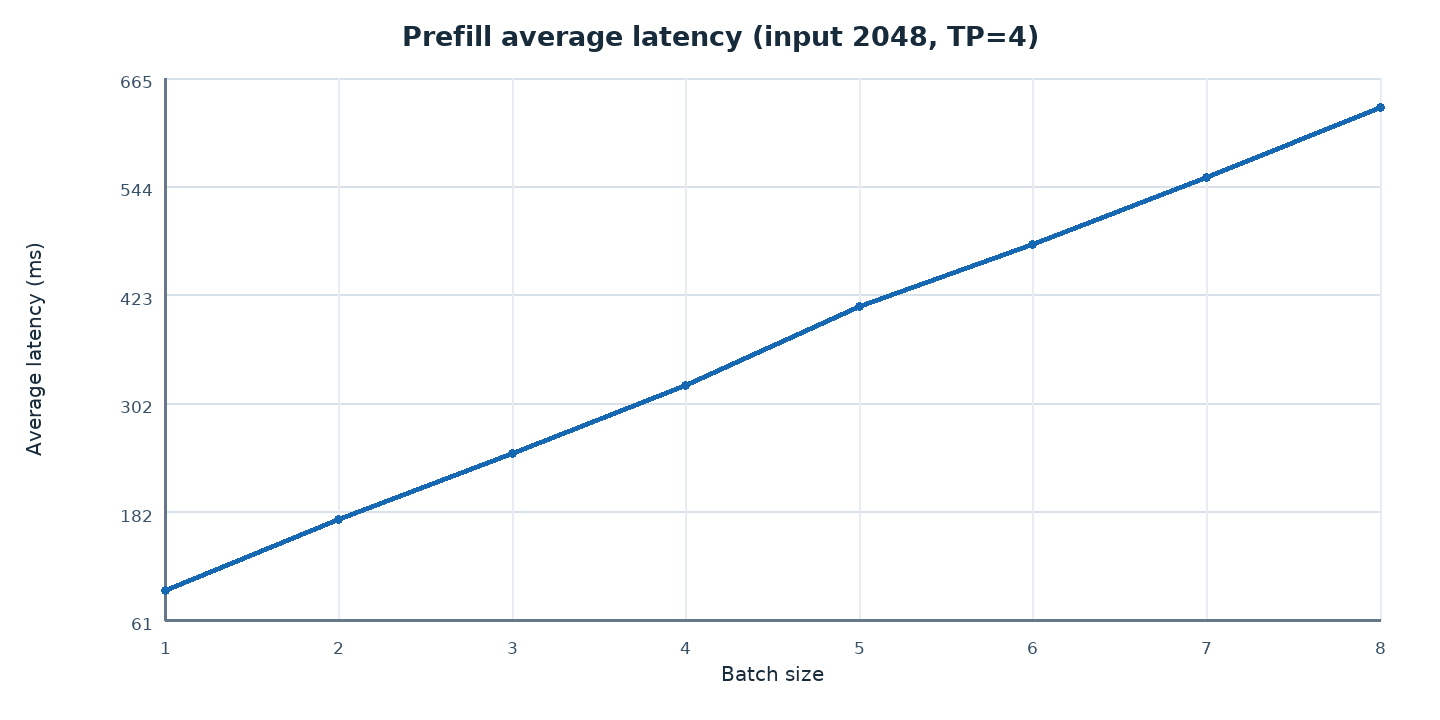 Prefill average latency (input 2048, TP=4)
665
544
423
302
182
61
Average latency (ms)
1 2 3 4 5 6 7 8
Batch size